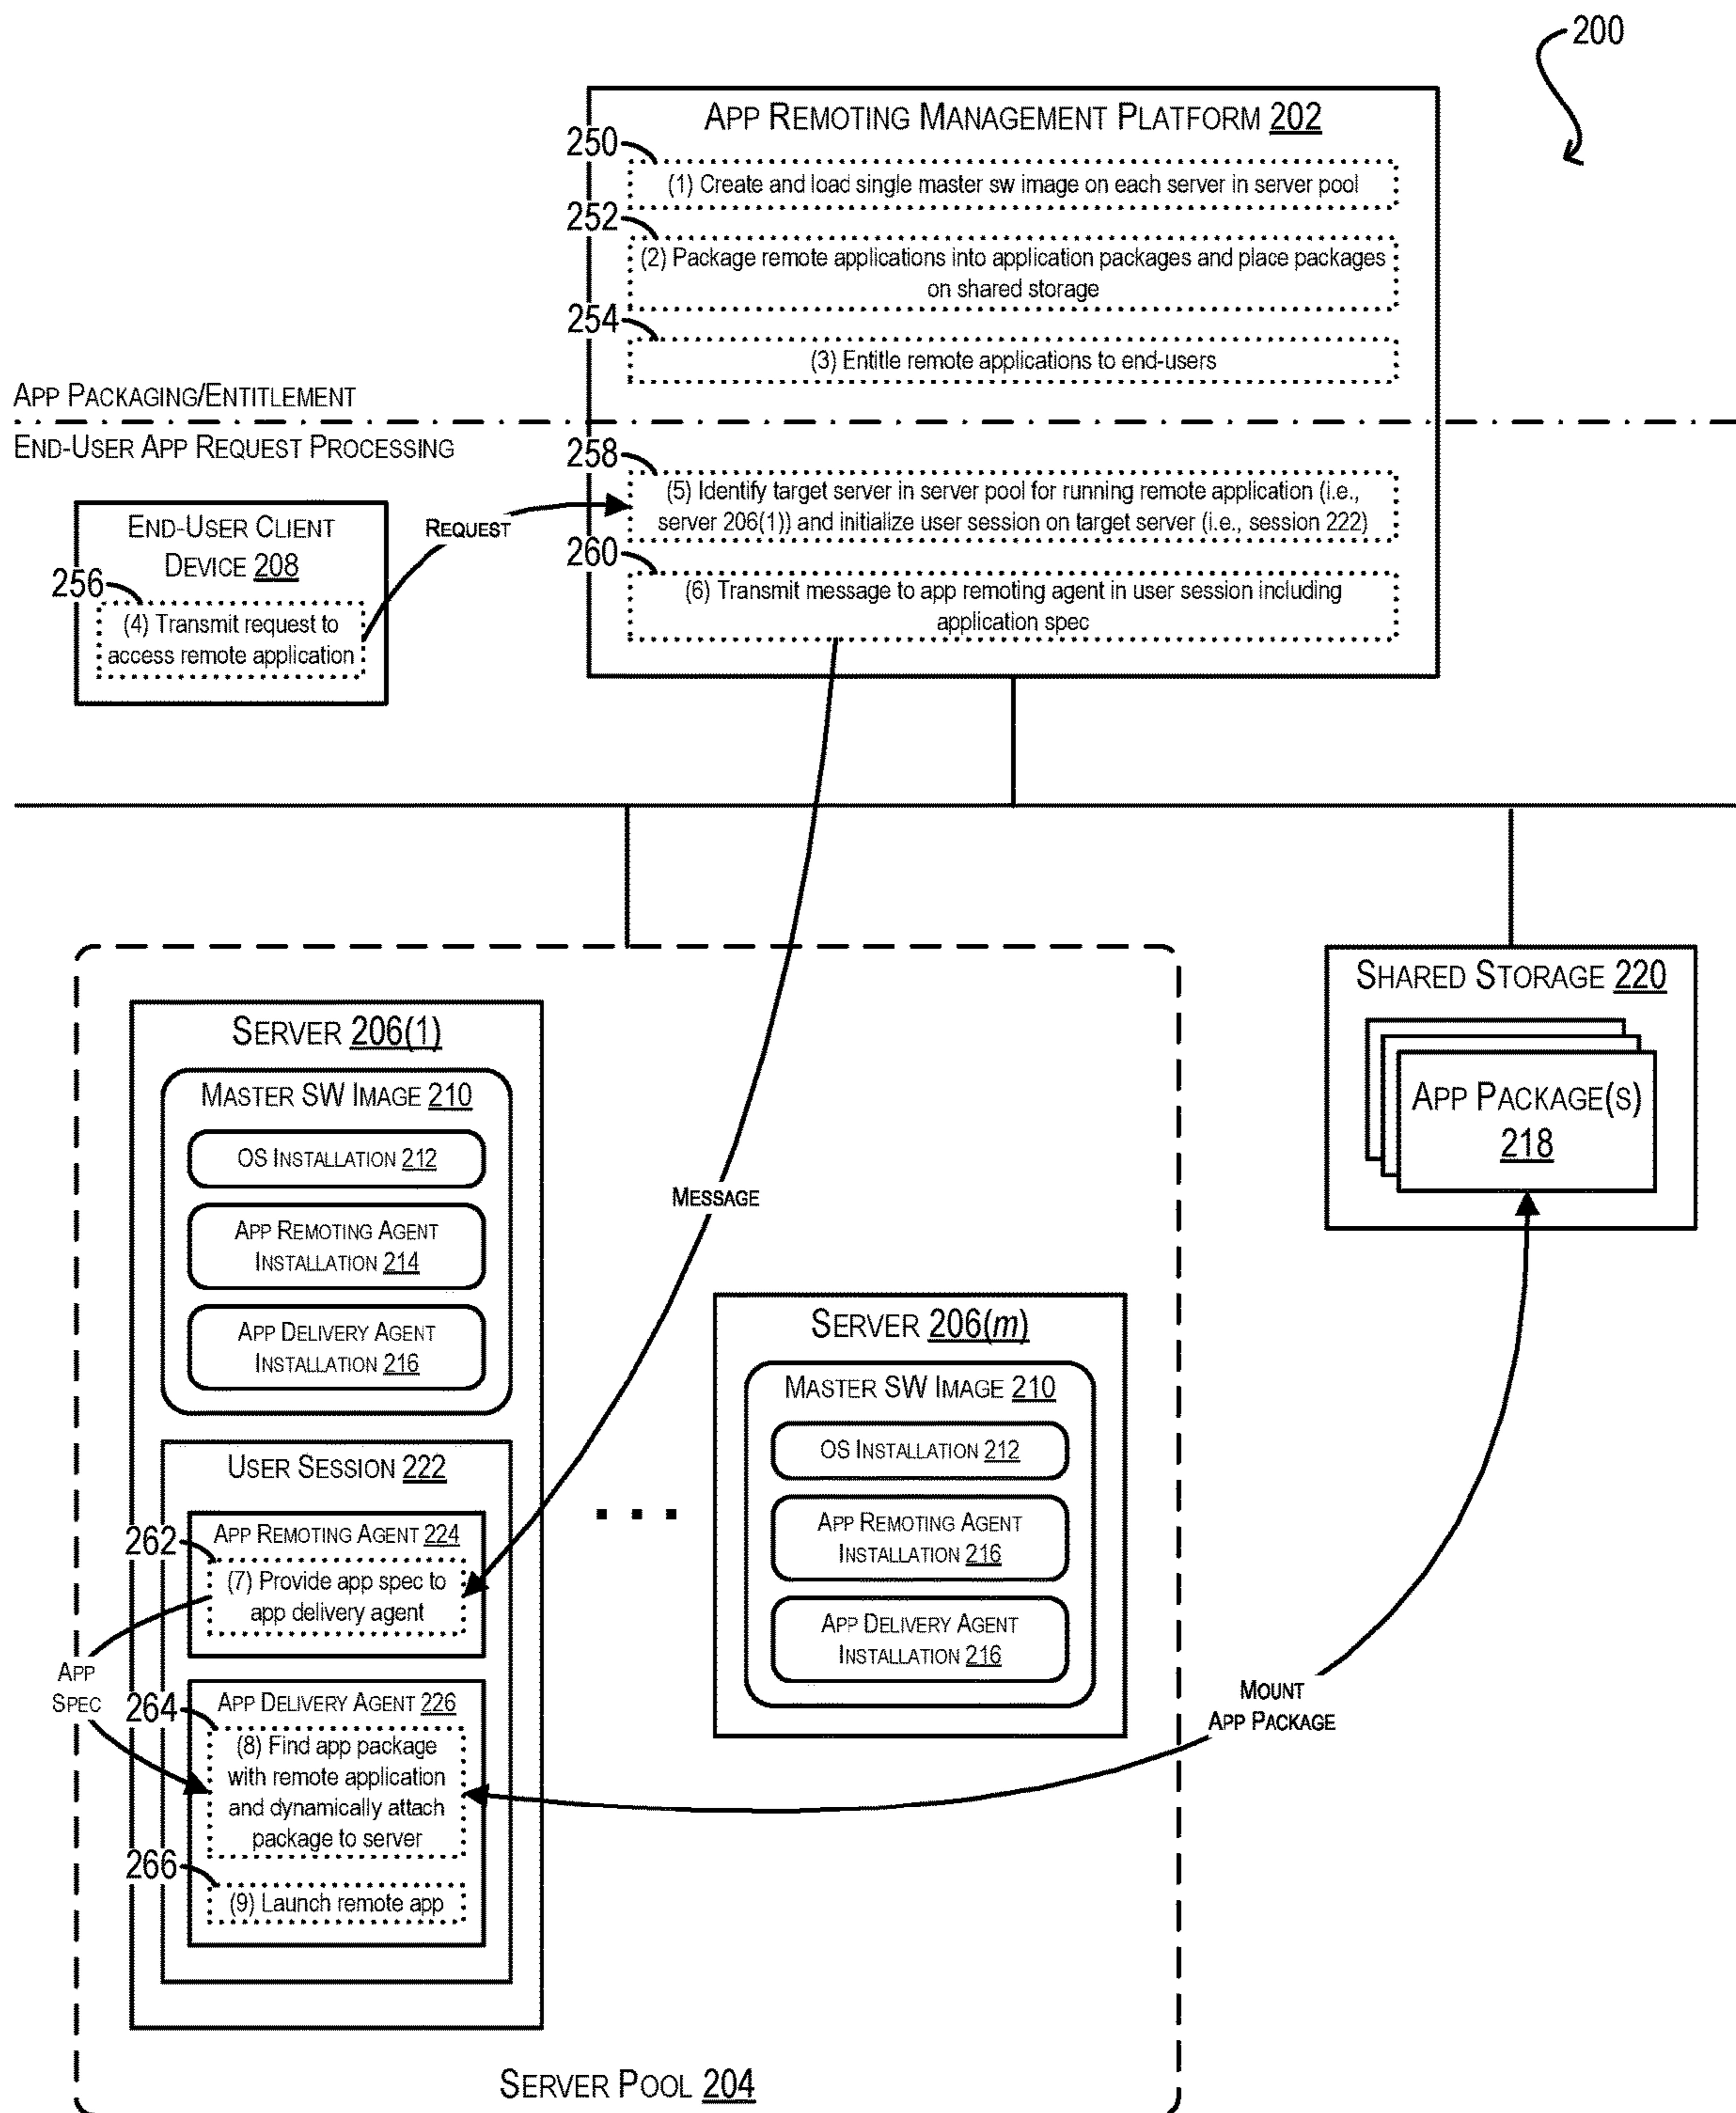 200
APP REMOTING MANAGEMENT PLATFORM 202
250
(1) Create and load single master sw image on each server in server pool
252
(2) Package remote applications into application packages and place packages
on shared storage
254
(3) Entitle remote applications to end-users
APP PACKAGING/ENTITLEMENT
END-USER APP REQUEST PROCESSING
258
(5) Identify target server in server pool for running remote application (i.e.,
server 206(1)) and initialize user session on target server (i.e., session 222)
260
(6) Transmit message to app remoting agent in user session including
application spec
END-USER CLIENT
DEVICE 208
256
(4) Transmit request to
access remote application
REQUEST
MESSAGE
SERVER 206(1)
MASTER SW IMAGE 210
OS INSTALLATION 212
APP REMOTING AGENT
INSTALLATION 214
APP DELIVERY AGENT
INSTALLATION 216
USER SESSION 222
262
APP REMOTING AGENT 224
(7) Provide app spec to
app delivery agent
APP
SPEC
264
APP DELIVERY AGENT 226
(8) Find app package
with remote application
and dynamically attach
package to server
266
(9) Launch remote app
. . .
SERVER 206(m)
MASTER SW IMAGE 210
OS INSTALLATION 212
APP REMOTING AGENT
INSTALLATION 216
APP DELIVERY AGENT
INSTALLATION 216
SHARED STORAGE 220
APP PACKAGE(S)
218
MOUNT
APP PACKAGE
SERVER POOL 204